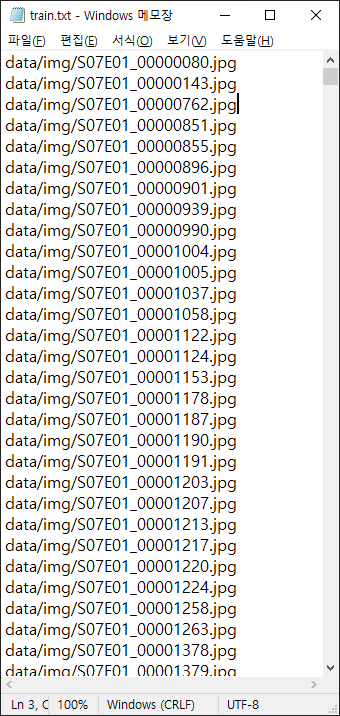 train.txt - Windows 메모장
파일(F) 편집(E) 서식(O) 보기(V) 도움말(H)
data/img/S07E01_00000080.jpg
data/img/S07E01_00000143.jpg
data/img/S07E01_00000762.jpg
data/img/S07E01_00000851.jpg
data/img/S07E01_00000855.jpg
data/img/S07E01_00000896.jpg
data/img/S07E01_00000901.jpg
data/img/S07E01_00000939.jpg
data/img/S07E01_00000990.jpg
data/img/S07E01_00001004.jpg
data/img/S07E01_00001005.jpg
data/img/S07E01_00001037.jpg
data/img/S07E01_00001058.jpg
data/img/S07E01_00001122.jpg
data/img/S07E01_00001124.jpg
data/img/S07E01_00001153.jpg
data/img/S07E01_00001178.jpg
data/img/S07E01_00001187.jpg
data/img/S07E01_00001190.jpg
data/img/S07E01_00001191.jpg
data/img/S07E01_00001203.jpg
data/img/S07E01_00001207.jpg
data/img/S07E01_00001213.jpg
data/img/S07E01_00001217.jpg
data/img/S07E01_00001220.jpg
data/img/S07E01_00001224.jpg
data/img/S07E01_00001258.jpg
data/img/S07E01_00001263.jpg
data/img/S07E01_00001378.jpg
data/img/S07E01_00001379.jpg
Ln 3, C 100% Windows (CRLF) UTF-8